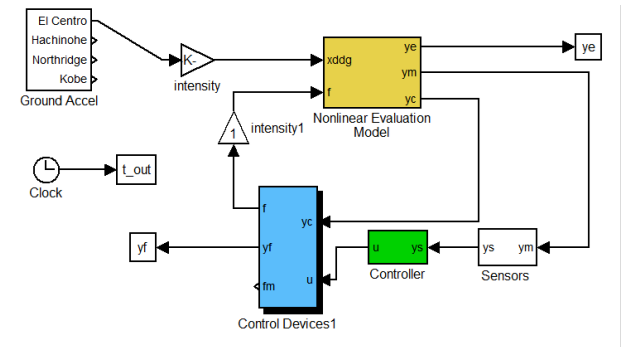 El Centro
Hachinohe
Northridge
Kobe
Ground Accel
K-
intensity
xddg
f
ye
ym
yc
Nonlinear Evaluation
Model
ye
1
intensity1
Clock
t_out
f
yf
fm
yc
u
Control Devices1
yf
u
ys
Controller
ys
ym
Sensors